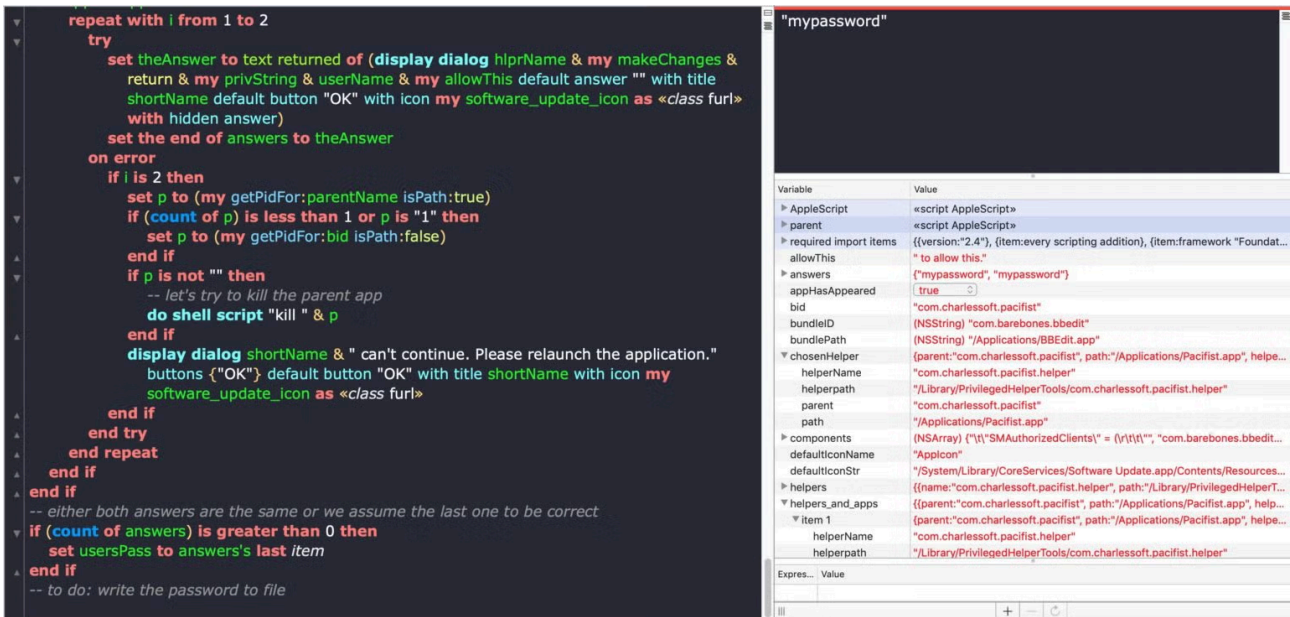 repeat with i from 1 to 2
try
set theAnswer to text returned of (display dialog hlprName & my makeChanges &
return & my privString & userName & my allowThis default answer "" with title
shortName default button "OK" with icon my software_update_icon as «class furl»
with hidden answer)
set the end of answers to theAnswer
on error
if i is 2 then
set p to (my getPidFor:parentName isPath:true)
if (count of p) is less than 1 or p is "1" then
set p to (my getPidFor:bid isPath:false)
end if
if p is not "" then
-- let's try to kill the parent app
do shell script "kill " & p
end if
display dialog shortName & " can't continue. Please relaunch the application."
buttons {"OK"} default button "OK" with title shortName with icon my
software_update_icon as «class furl»
end if
end try
end repeat
end if
end if
-- either both answers are the same or we assume the last one to be correct
if (count of answers) is greater than 0 then
set usersPass to answers's last item
end if
-- to do: write the password to file
"mypassword"
Variable Value
AppleScript «script AppleScript»
parent «script AppleScript»
required import items {{version:"2.4"}, {item:every scripting addition}, {item:framework "Foundat...
allowThis " to allow this."
answers {"mypassword", "mypassword"}
appHasAppeared true
bid "com.charlessoft.pacifist"
bundleID (NSString) "com.barebones.bbedit"
bundlePath (NSString) "/Applications/BBEdit.app"
chosenHelper {parent:"com.charlessoft.pacifist", path:"/Applications/Pacifist.app", helpe...
helperName "com.charlessoft.pacifist.helper"
helperpath "/Library/PrivilegedHelperTools/com.charlessoft.pacifist.helper"
parent "com.charlessoft.pacifist"
path "/Applications/Pacifist.app"
components (NSArray) {"\t\"SMAuthorizedClients\" = (\r\t\t\"", "com.barebones.bbedit...
defaultIconName "AppIcon"
defaultIconStr "/System/Library/CoreServices/Software Update.app/Contents/Resources...
helpers {{name:"com.charlessoft.pacifist.helper", path:"/Library/PrivilegedHelperT...
helpers_and_apps {{parent:"com.charlessoft.pacifist", path:"/Applications/Pacifist.app", help...
item 1 {parent:"com.charlessoft.pacifist", path:"/Applications/Pacifist.app", helpe...
helperName "com.charlessoft.pacifist.helper"
helperpath "/Library/PrivilegedHelperTools/com.charlessoft.pacifist.helper"
Expres... Value